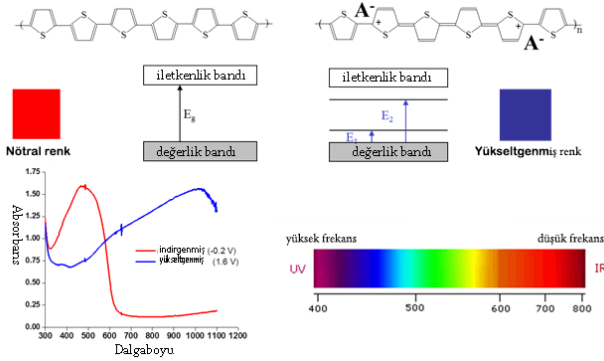 S S S S S S
A⁻ S S + S S S + S n
A⁻
iletkenlik bandı
Eg
değerlik bandı
Nötral renk
iletkenlik bandı
E2
E1
değerlik bandı
Yükseltgenmiş renk
Absorbans
1.75
1.50
1.25
1.00
0.75
0.50
0.25
0.00
indirgenmiş (-0.2 V)
yükseltgenmiş (1.6 V)
300 400 500 600 700 800 900 1000 1100 1200
Dalgaboyu
yüksek frekans düşük frekans
UV IR
400 500 600 700 800